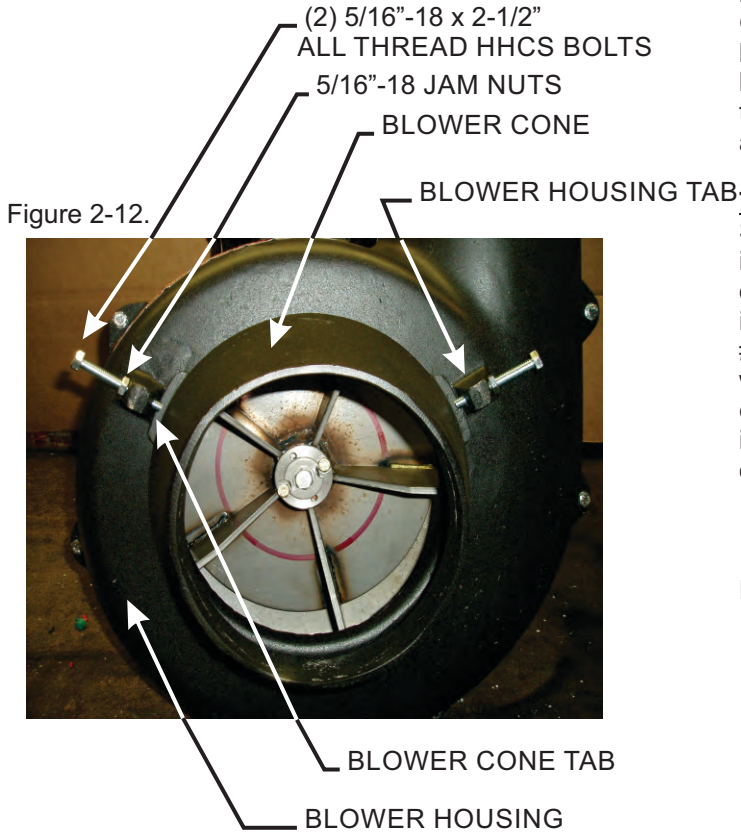 (2) 5/16”-18 x 2-1/2”
ALL THREAD HHCS BOLTS
5/16”-18 JAM NUTS
BLOWER CONE
BLOWER HOUSING TAB
Figure 2-12.
BLOWER CONE TAB
BLOWER HOUSING